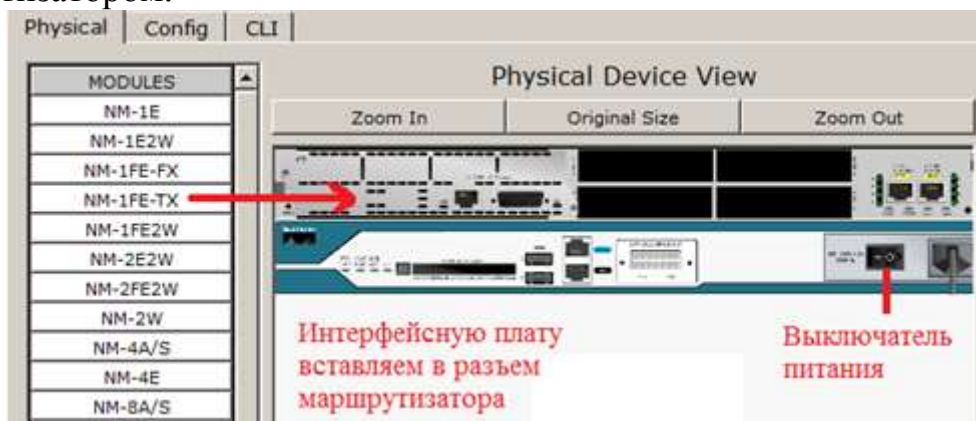 Physical Config CLI
MODULES
NM-1E
NM-1E2W
NM-1FE-FX
NM-1FE-TX
NM-1FE2W
NM-2E2W
NM-2FE2W
NM-2W
NM-4A/S
NM-4E
NM-8A/S
Physical Device View
Zoom In Original Size Zoom Out
Интерфейсную плату
вставляем в разъем
маршрутизатора
Выключатель
питания